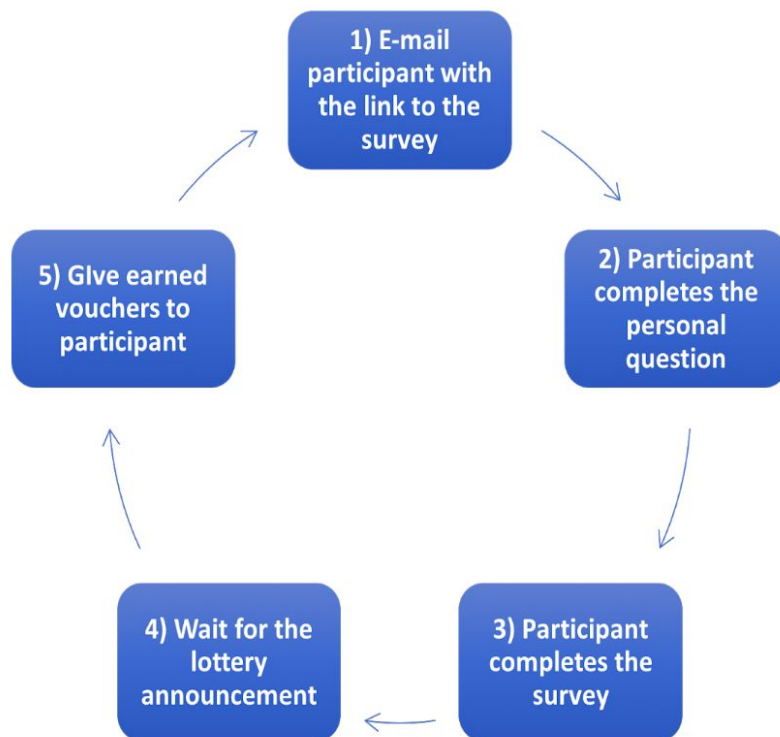 1) E-mail
participant with
the link to the
survey
2) Participant
completes the
personal
question
3) Participant
completes the
survey
4) Wait for the
lottery
announcement
5) GIve earned
vouchers to
participant